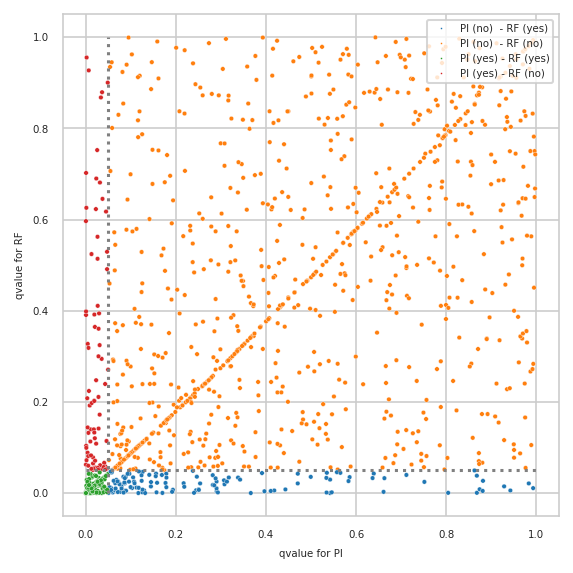 PI (no)  - RF (yes)
PI (no)  - RF (no)
PI (yes) - RF (yes)
PI (yes) - RF (no)
1.0
0.8
0.6
0.4
0.2
0.0
qvalue for RF
0.0 0.2 0.4 0.6 0.8 1.0
qvalue for PI